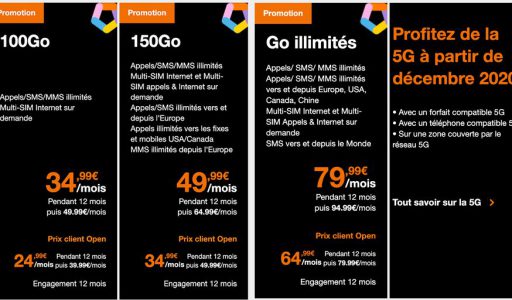 Promotion
100Go
Appels/SMS/MMS illimités
Multi-SIM Internet sur
demande
34,99€
/mois
Pendant 12 mois
puis 49.99€/mois
Prix client Open
24,99€
/mois
Pendant 12 mois
puis 39.99€/mois
Engagement 12 mois
Promotion
150Go
Appels/SMS/MMS illimités
Multi-SIM Internet et Multi-
SIM appels & Internet sur
demande
Appels/SMS illimités vers et
depuis l'Europe
Appels illimités vers les fixes
et mobiles USA/Canada
MMS illimités depuis l'Europe
49,99€
/mois
Pendant 12 mois
puis 64.99€/mois
Prix client Open
34,99€
/mois
Pendant 12 mois
puis 49.99€/mois
Engagement 12 mois
Promotion
Go illimités
Appels/ SMS/ MMS illimités
Appels/ SMS/ MMS illimités
vers et depuis Europe, USA,
Canada, Chine
Multi-SIM Internet et Multi-
SIM Appels & Internet sur
demande
SMS vers et depuis le Monde
79,99€
/mois
Pendant 12 mois
puis 94.99€/mois
Prix client Open
64,99€
/mois
Pendant 12 mois
puis 79.99€/mois
Engagement 12 mois
Profitez de la
5G à partir de
décembre 2020
• Avec un forfait compatible 5G
• Avec un téléphone compatible 5
• Sur une zone couverte par le
réseau 5G
Tout savoir sur la 5G >